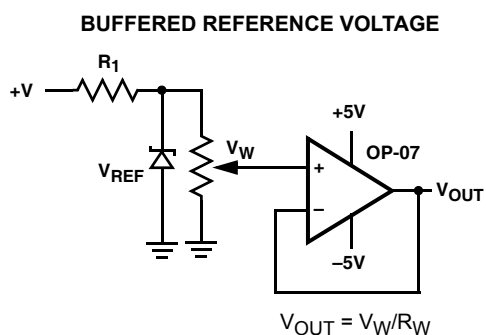 BUFFERED REFERENCE VOLTAGE
R1
+V
+5V
VW
OP-07
VREF
+
VOUT
–
–5V
VOUT = VW/RW